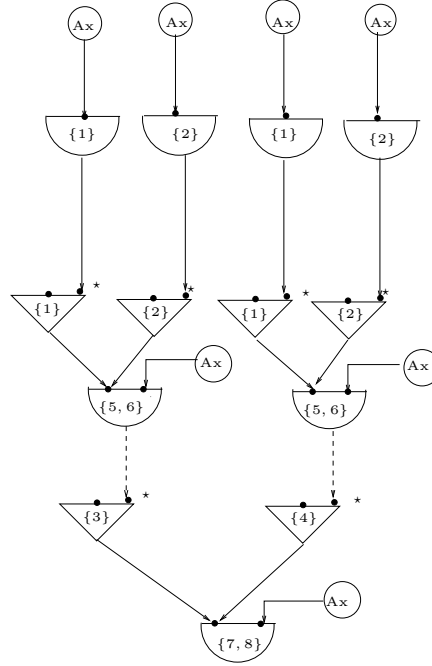 Ax Ax Ax Ax
{1} {2} {1} {2}
⋆ ⋆ ⋆ ⋆
{1} {2} {1} {2}
Ax Ax
{5, 6} {5, 6}
⋆ ⋆
{3} {4}
Ax
{7, 8}